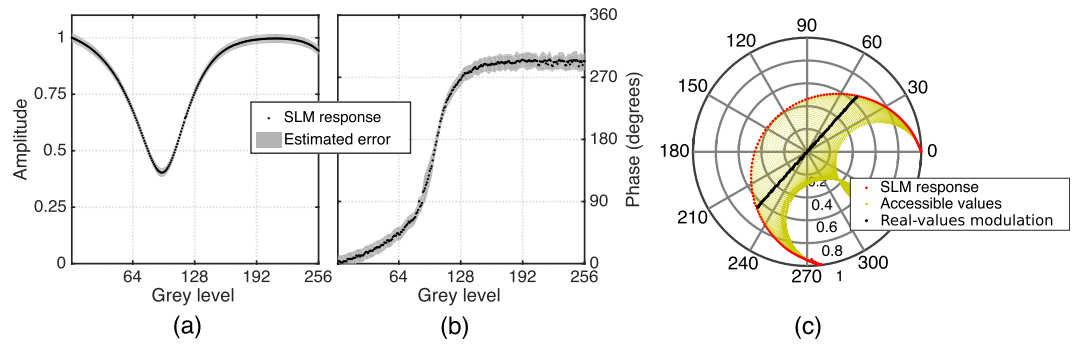 1
0.75
0.5
0.25
0
Amplitude
64
128
192
256
Grey level
(a)
SLM response
Estimated error
360
270
180
90
0
Phase (degrees)
64
128
192
256
Grey level
(b)
90
60
30
0
300
270
240
210
180
150
120
0.2
0.4
0.6
0.8
1
SLM response
Accessible values
Real-values modulation
(c)